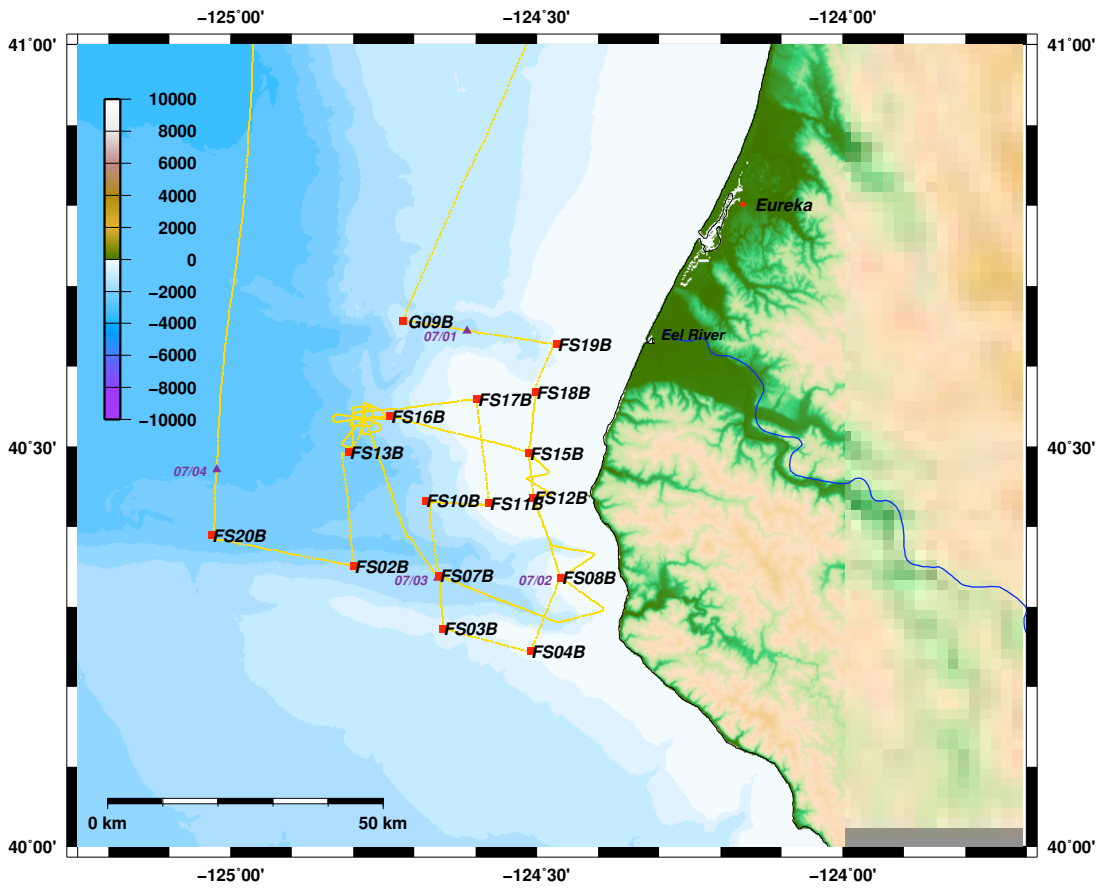 −125˚00' −124˚30' −124˚00'
41˚00' 41˚00'
10000
8000
6000
4000
2000
0
−2000
−4000
−6000
−8000
−10000
Eureka
G09B
07/01
Eel River
FS19B
FS18B
FS17B
FS16B
40˚30' 40˚30'
FS13B
FS15B
07/04
FS10B
FS11B
FS12B
FS20B
FS02B
07/03
FS07B
07/02
FS08B
FS03B
FS04B
0 km 50 km
40˚00' 40˚00'
−125˚00' −124˚30' −124˚00'